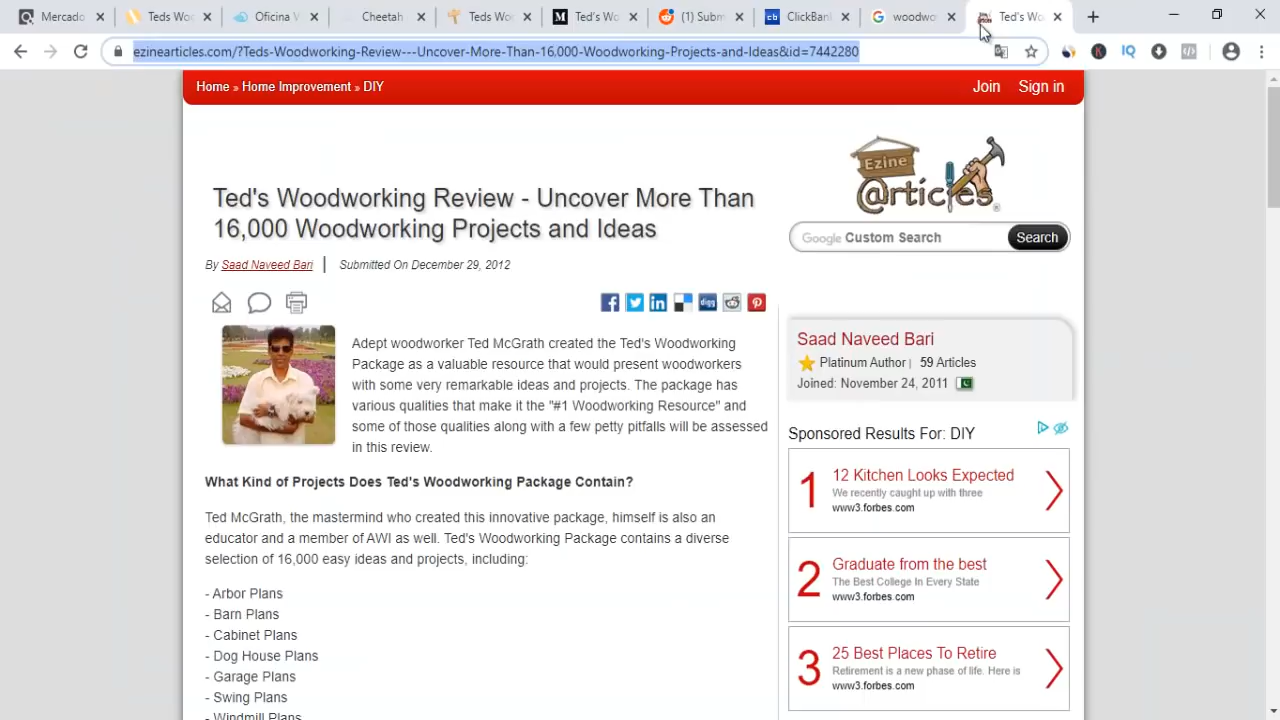 Mercado
Teds Wo
Oficina V
Cheetah
Teds Wo
Ted's Wo
(1) Subm
ClickBan
woodwo
Ted's Wo
ezinearticles.com/?Teds-Woodworking-Review---Uncover-More-Than-16,000-Woodworking-Projects-and-Ideas&id=7442280
Home » Home Improvement » DIY
Join Sign in
Ezine
@rticles®
Ted's Woodworking Review - Uncover More Than
16,000 Woodworking Projects and Ideas
Google Custom Search
Search
By Saad Naveed Bari | Submitted On December 29, 2012
digg
Adept woodworker Ted McGrath created the Ted's Woodworking
Package as a valuable resource that would present woodworkers
with some very remarkable ideas and projects. The package has
various qualities that make it the "#1 Woodworking Resource" and
some of those qualities along with a few petty pitfalls will be assessed
in this review.
What Kind of Projects Does Ted's Woodworking Package Contain?
Ted McGrath, the mastermind who created this innovative package, himself is also an
educator and a member of AWI as well. Ted's Woodworking Package contains a diverse
selection of 16,000 easy ideas and projects, including:
- Arbor Plans
- Barn Plans
- Cabinet Plans
- Dog House Plans
- Garage Plans
- Swing Plans
- Windmill Plans
Saad Naveed Bari
Platinum Author | 59 Articles
Joined: November 24, 2011
Sponsored Results For: DIY
1
12 Kitchen Looks Expected
We recently caught up with three
www3.forbes.com
2
Graduate from the best
The Best College In Every State
www3.forbes.com
3
25 Best Places To Retire
Retirement is a new phase of life. Here is
www3.forbes.com